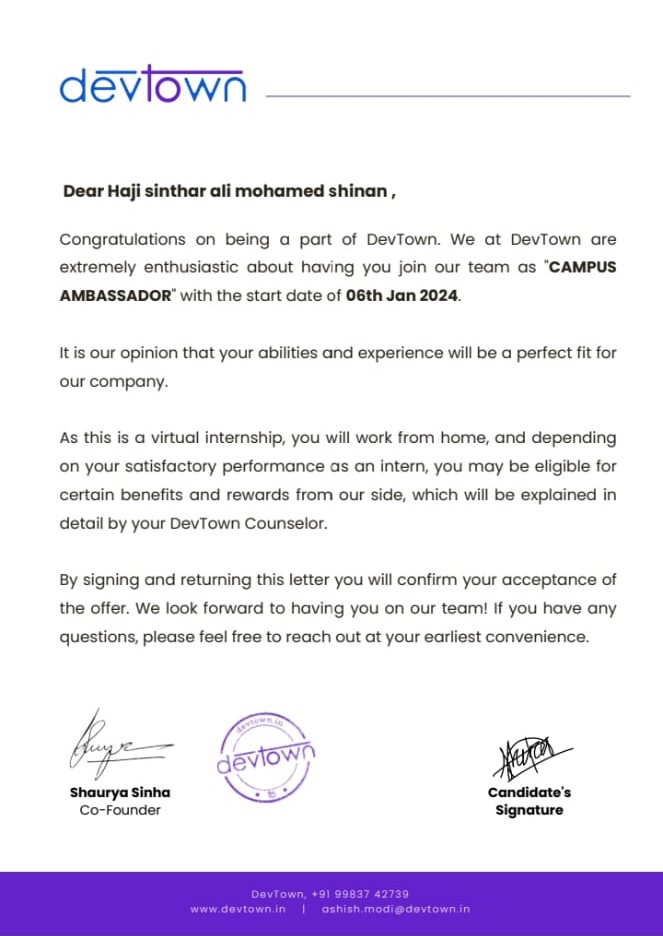 devtown
Dear Haji sinthar ali mohamed shinan ,
Congratulations on being a part of DevTown. We at DevTown are
extremely enthusiastic about having you join our team as "CAMPUS
AMBASSADOR" with the start date of 06th Jan 2024.
It is our opinion that your abilities and experience will be a perfect fit for
our company.
As this is a virtual internship, you will work from home, and depending
on your satisfactory performance as an intern, you may be eligible for
certain benefits and rewards from our side, which will be explained in
detail by your DevTown Counselor.
By signing and returning this letter you will confirm your acceptance of
the offer. We look forward to having you on our team! If you have any
questions, please feel free to reach out at your earliest convenience.
devtown.in
devtown
Shaurya Sinha
Co-Founder
Candidate's
Signature
DevTown, +91 99837 42739
www.devtown.in | ashish.modi@devtown.in